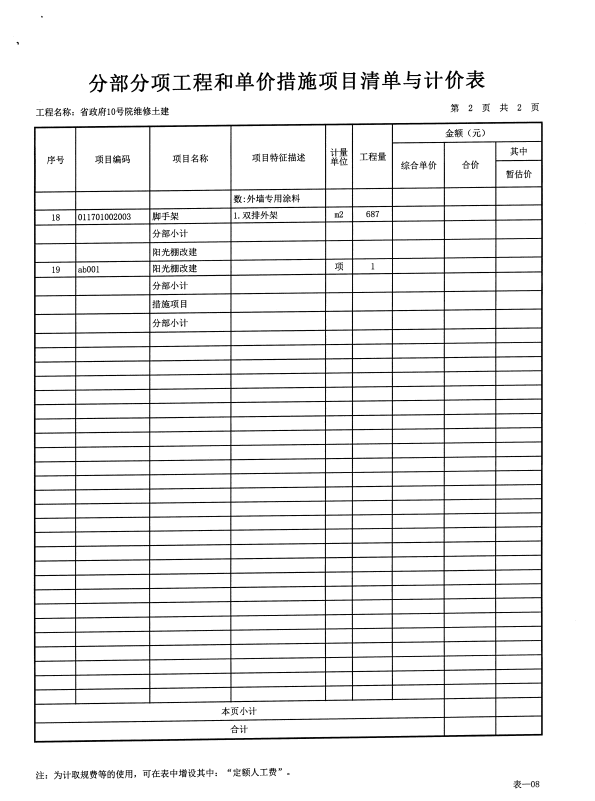 分部分项工程和单价措施项目清单与计价表
工程名称：省政府10号院维修土建 第 2 页 共 2 页
序号 项目编码 项目名称 项目特征描述 计量单位 工程量 金额（元）
综合单价 合价 其中
暂估价
数:外墙专用涂料
18 011701002003 脚手架 1.双排外架 m2 687
分部小计
阳光棚改建
19 ab001 阳光棚改建 项 1
分部小计
措施项目
分部小计
本页小计
合计
注：为计取规费等的使用，可在表中增设其中：“定额人工费”。
表—08